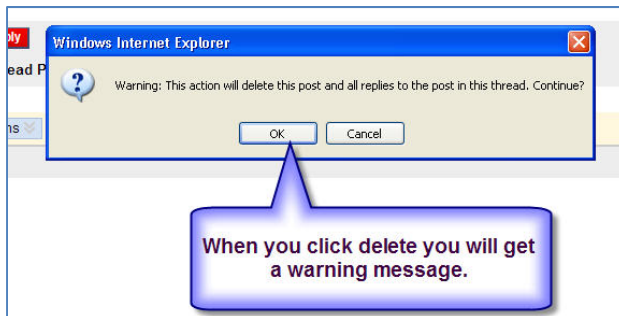 Windows Internet Explorer
Warning: This action will delete this post and all replies to the post in this thread. Continue?
OK Cancel
When you click delete you will get
a warning message.